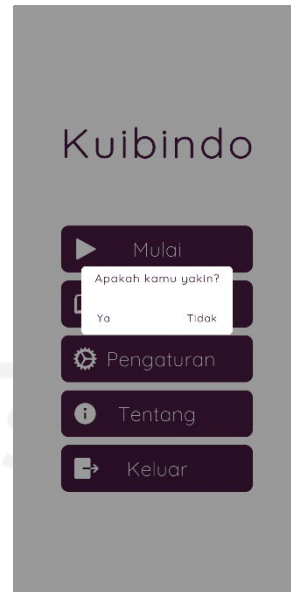 Kuibindo
Mulai
Apakah kamu yakin?
Ya Tidak
Pengaturan
Tentang
Keluar